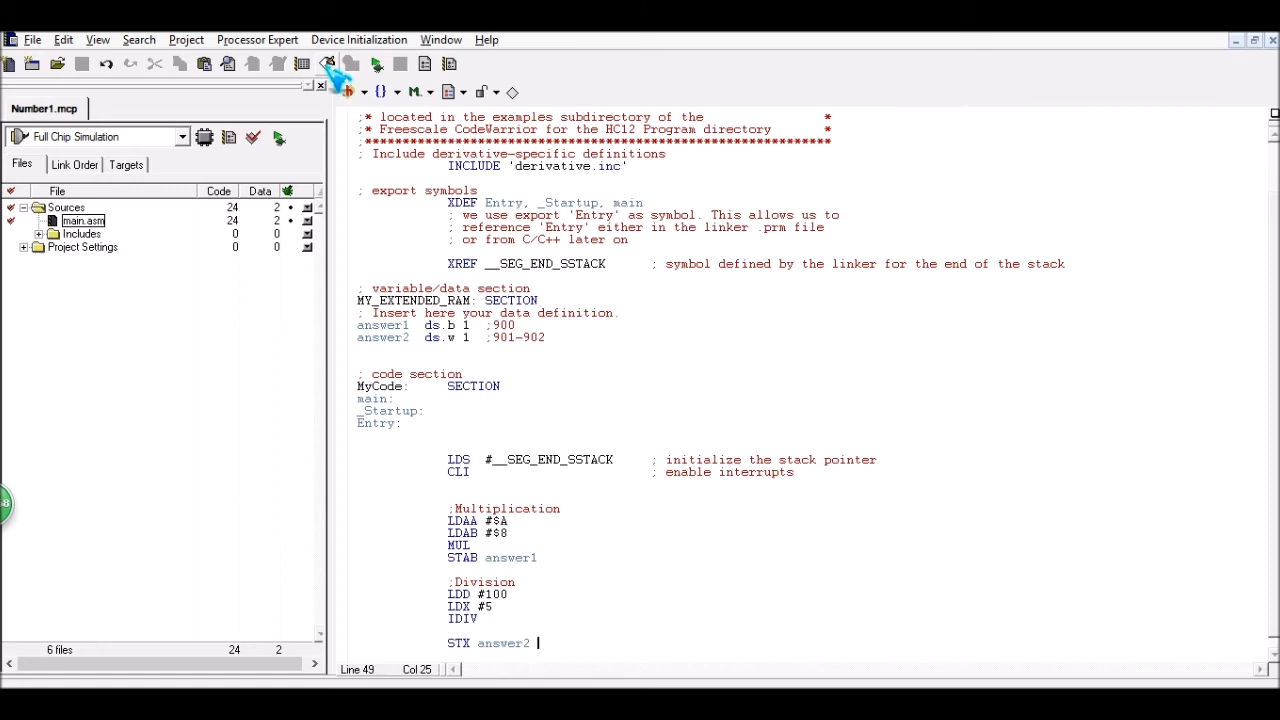 File Edit View Search Project Processor Expert Device Initialization Window Help
Number1.mcp
Full Chip Simulation
Files Link Order Targets
File Code Data
Sources 24 2
main.asm 24 2
Includes 0 0
Project Settings 0 0
6 files 24 2
;* located in the examples subdirectory of the *
;* Freescale CodeWarrior for the HC12 Program directory *
;*************************************************************
; Include derivative-specific definitions
INCLUDE 'derivative.inc'
; export symbols
XDEF Entry, _Startup, main
; we use export 'Entry' as symbol. This allows us to
; reference 'Entry' either in the linker .prm file
; or from C/C++ later on
XREF __SEG_END_SSTACK ; symbol defined by the linker for the end of the stack
; variable/data section
MY_EXTENDED_RAM: SECTION
; Insert here your data definition.
answer1 ds.b 1 ;900
answer2 ds.w 1 ;901-902
; code section
MyCode: SECTION
main:
_Startup:
Entry:
LDS #__SEG_END_SSTACK ; initialize the stack pointer
CLI ; enable interrupts
;Multiplication
LDAA #$A
LDAB #$8
MUL
STAB answer1
;Division
LDD #100
LDX #5
IDIV
STX answer2
Line 49 Col 25